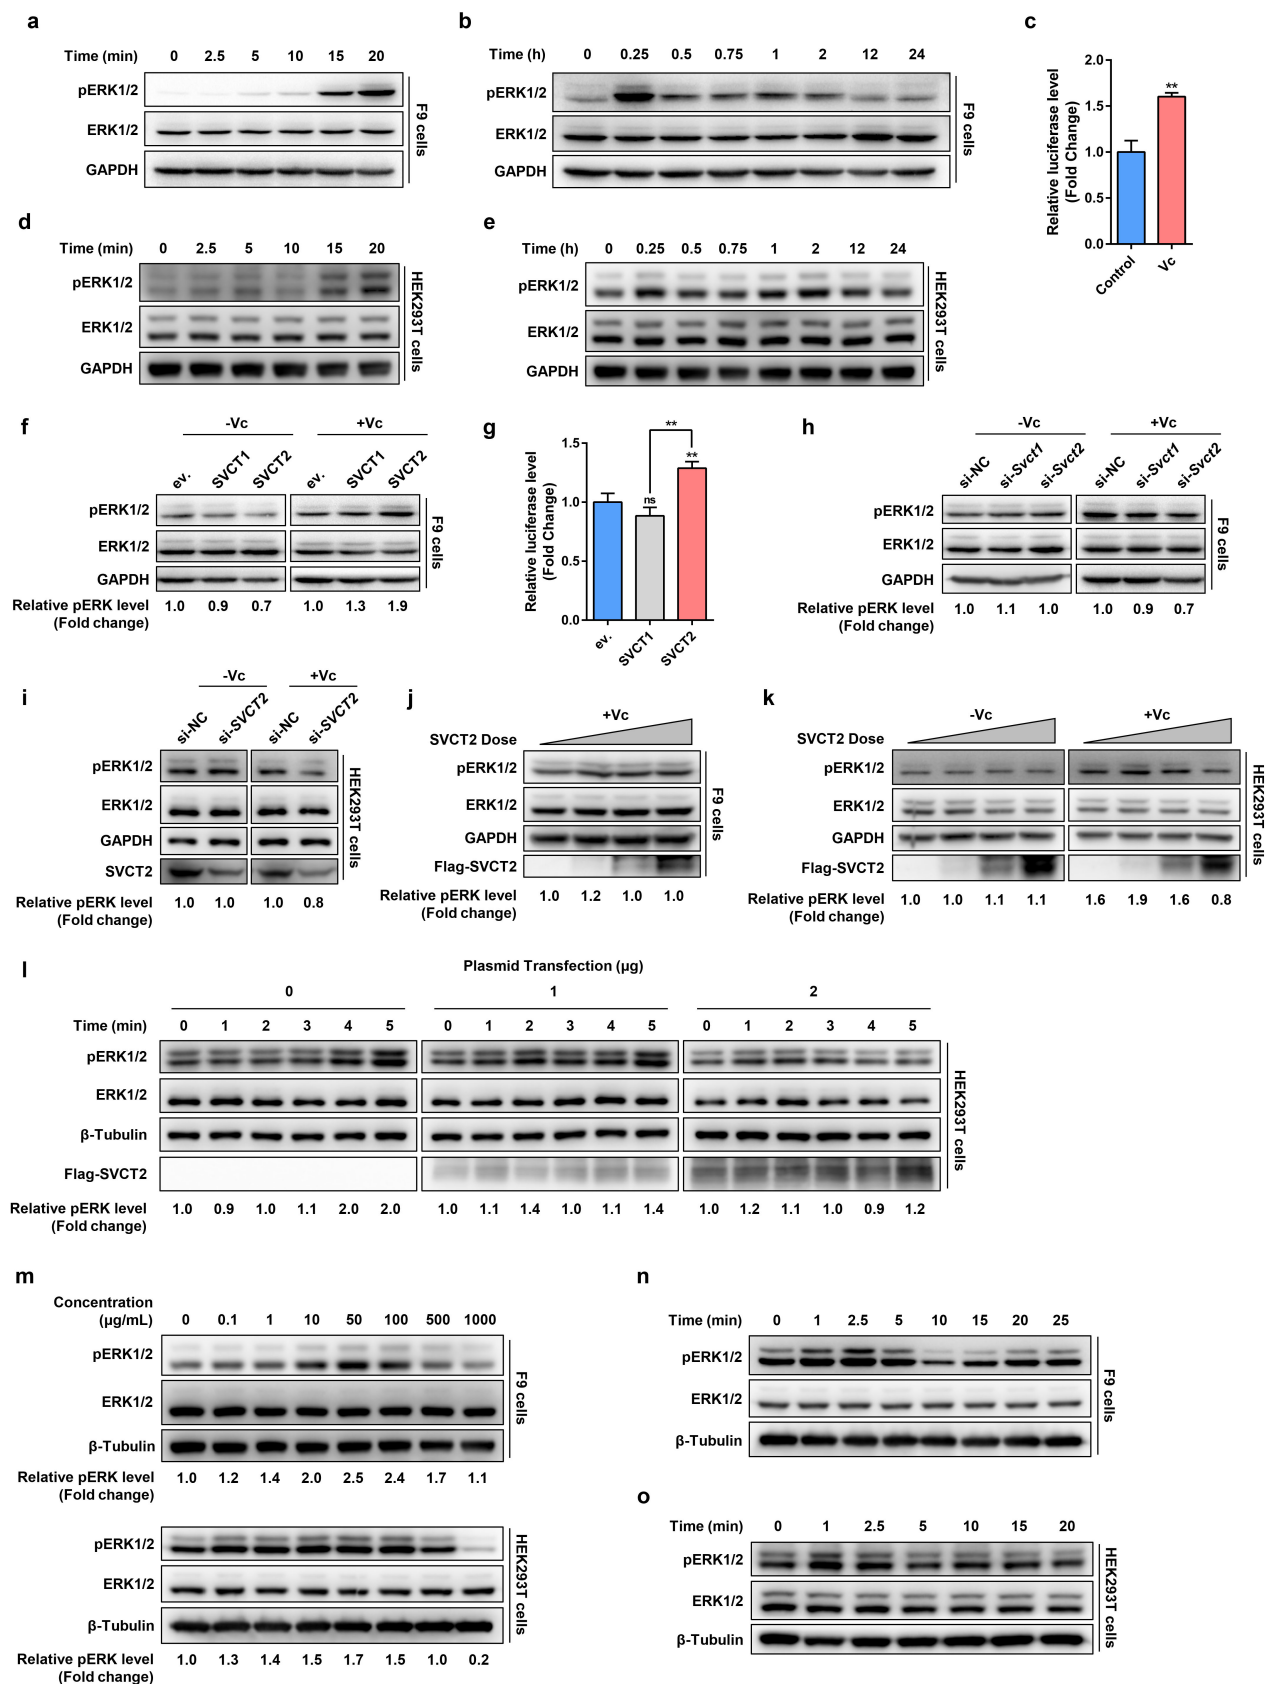 a
Time (min) 0 2.5 5 10 15 20
pERK1/2
ERK1/2
GAPDH
F9 cells
b
Time (h) 0 0.25 0.5 0.75 1 2 12 24
pERK1/2
ERK1/2
GAPDH
F9 cells
c
Relative luciferase level
(Fold Change)
2.0
1.5
1.0
0.5
0.0
**
Control
Vc
d
Time (min) 0 2.5 5 10 15 20
pERK1/2
ERK1/2
GAPDH
HEK293T cells
e
Time (h) 0 0.25 0.5 0.75 1 2 12 24
pERK1/2
ERK1/2
GAPDH
HEK293T cells
f
-Vc +Vc
ev. SVCT1 SVCT2 ev. SVCT1 SVCT2
pERK1/2
ERK1/2
GAPDH
F9 cells
Relative pERK level 1.0 0.9 0.7 1.0 1.3 1.9
(Fold change)
g
Relative luciferase level
(Fold Change)
1.5
1.0
0.5
0.0
**
ns
**
ev.
SVCT1
SVCT2
h
-Vc +Vc
si-NC si-Svct1 si-Svct2 si-NC si-Svct1 si-Svct2
pERK1/2
ERK1/2
GAPDH
F9 cells
Relative pERK level 1.0 1.1 1.0 1.0 0.9 0.7
(Fold change)
i
-Vc +Vc
si-NC si-SVCT2 si-NC si-SVCT2
pERK1/2
ERK1/2
GAPDH
SVCT2
HEK293T cells
Relative pERK level 1.0 1.0 1.0 0.8
(Fold change)
j
+Vc
SVCT2 Dose
pERK1/2
ERK1/2
GAPDH
Flag-SVCT2
F9 cells
Relative pERK level 1.0 1.2 1.0 1.0
(Fold change)
k
-Vc +Vc
SVCT2 Dose
pERK1/2
ERK1/2
GAPDH
Flag-SVCT2
HEK293T cells
Relative pERK level 1.0 1.0 1.1 1.1 1.6 1.9 1.6 0.8
(Fold change)
l
Plasmid Transfection (μg)
0 1 2
Time (min) 0 1 2 3 4 5 0 1 2 3 4 5 0 1 2 3 4 5
pERK1/2
ERK1/2
β-Tubulin
Flag-SVCT2
HEK293T cells
Relative pERK level 1.0 0.9 1.0 1.1 2.0 2.0 1.0 1.1 1.4 1.0 1.1 1.4 1.0 1.2 1.1 1.0 0.9 1.2
(Fold change)
m
Concentration
(μg/mL) 0 0.1 1 10 50 100 500 1000
pERK1/2
ERK1/2
β-Tubulin
F9 cells
Relative pERK level 1.0 1.2 1.4 2.0 2.5 2.4 1.7 1.1
(Fold change)
pERK1/2
ERK1/2
β-Tubulin
HEK293T cells
Relative pERK level 1.0 1.3 1.4 1.5 1.7 1.5 1.0 0.2
(Fold change)
n
Time (min) 0 1 2.5 5 10 15 20 25
pERK1/2
ERK1/2
β-Tubulin
F9 cells
o
Time (min) 0 1 2.5 5 10 15 20
pERK1/2
ERK1/2
β-Tubulin
HEK293T cells